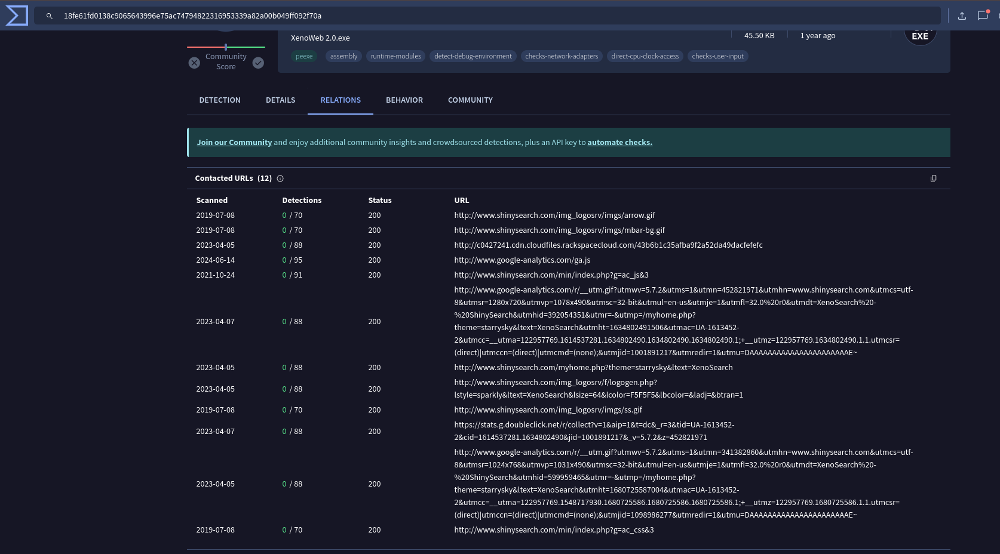 18fe61fd0138c9065643996e75ac74794822316953339a82a00b049ff092f70a
XenoWeb 2.0.exe
45.50 KB
1 year ago
EXE
Community
Score
peexe assembly runtime-modules detect-debug-environment checks-network-adapters direct-cpu-clock-access checks-user-input
DETECTION DETAILS RELATIONS BEHAVIOR COMMUNITY
Join our Community and enjoy additional community insights and crowdsourced detections, plus an API key to automate checks.
Contacted URLs (12)
Scanned Detections Status URL
2019-07-08 0 / 70 200 http://www.shinysearch.com/img_logosrv/imgs/arrow.gif
2019-07-08 0 / 70 200 http://www.shinysearch.com/img_logosrv/imgs/mbar-bg.gif
2023-04-05 0 / 88 200 http://c0427241.cdn.cloudfiles.rackspacecloud.com/43b6b1c35afba9f2a52da49dacfefefc
2024-06-14 0 / 95 200 http://www.google-analytics.com/ga.js
2021-10-24 0 / 91 200 http://www.shinysearch.com/min/index.php?g=ac_js&3
http://www.google-analytics.com/r/__utm.gif?utmwv=5.7.2&utms=1&utmn=452821971&utmhn=www.shinysearch.com&utmcs=utf-
8&utmsr=1280x720&utmvp=1078x490&utmsc=32-bit&utmul=en-us&utmje=1&utmfl=32.0%20r0&utmdt=XenoSearch%20-
%20ShinySearch&utmhid=392054351&utmr=-&utmp=/myhome.php?
2023-04-07 0 / 88 200
theme=starrysky&ltext=XenoSearch&utmht=1634802491506&utmac=UA-1613452-
2&utmcc=__utma=122957769.1614537281.1634802490.1634802490.1634802490.1;+__utmz=122957769.1634802490.1.1.utmcsr=
(direct)|utmccn=(direct)|utmcmd=(none);&utmjid=1001891217&utmredir=1&utmu=DAAAAAAAAAAAAAAAAAAAAAAE~
2023-04-05 0 / 88 200 http://www.shinysearch.com/myhome.php?theme=starrysky&ltext=XenoSearch
http://www.shinysearch.com/img_logosrv/f/logogen.php?
2023-04-05 0 / 88 200
lstyle=sparkly&ltext=XenoSearch&lsize=64&lcolor=F5F5F5&lbcolor=&ladj=&btran=1
2019-07-08 0 / 70 200 http://www.shinysearch.com/img_logosrv/imgs/ss.gif
https://stats.g.doubleclick.net/r/collect?v=1&aip=1&t=dc&_r=3&tid=UA-1613452-
2023-04-07 0 / 88 200
2&cid=1614537281.1634802490&jid=1001891217&_v=5.7.2&z=452821971
http://www.google-analytics.com/r/__utm.gif?utmwv=5.7.2&utms=1&utmn=341382860&utmhn=www.shinysearch.com&utmcs=utf-
8&utmsr=1024x768&utmvp=1031x490&utmsc=32-bit&utmul=en-us&utmje=1&utmfl=32.0%20r0&utmdt=XenoSearch%20-
%20ShinySearch&utmhid=599959465&utmr=-&utmp=/myhome.php?
2023-04-05 0 / 88 200
theme=starrysky&ltext=XenoSearch&utmht=1680725587004&utmac=UA-1613452-
2&utmcc=__utma=122957769.1548717930.1680725586.1680725586.1680725586.1;+__utmz=122957769.1680725586.1.1.utmcsr=
(direct)|utmccn=(direct)|utmcmd=(none);&utmjid=1098986277&utmredir=1&utmu=DAAAAAAAAAAAAAAAAAAAAAAE~
2019-07-08 0 / 70 200 http://www.shinysearch.com/min/index.php?g=ac_css&3